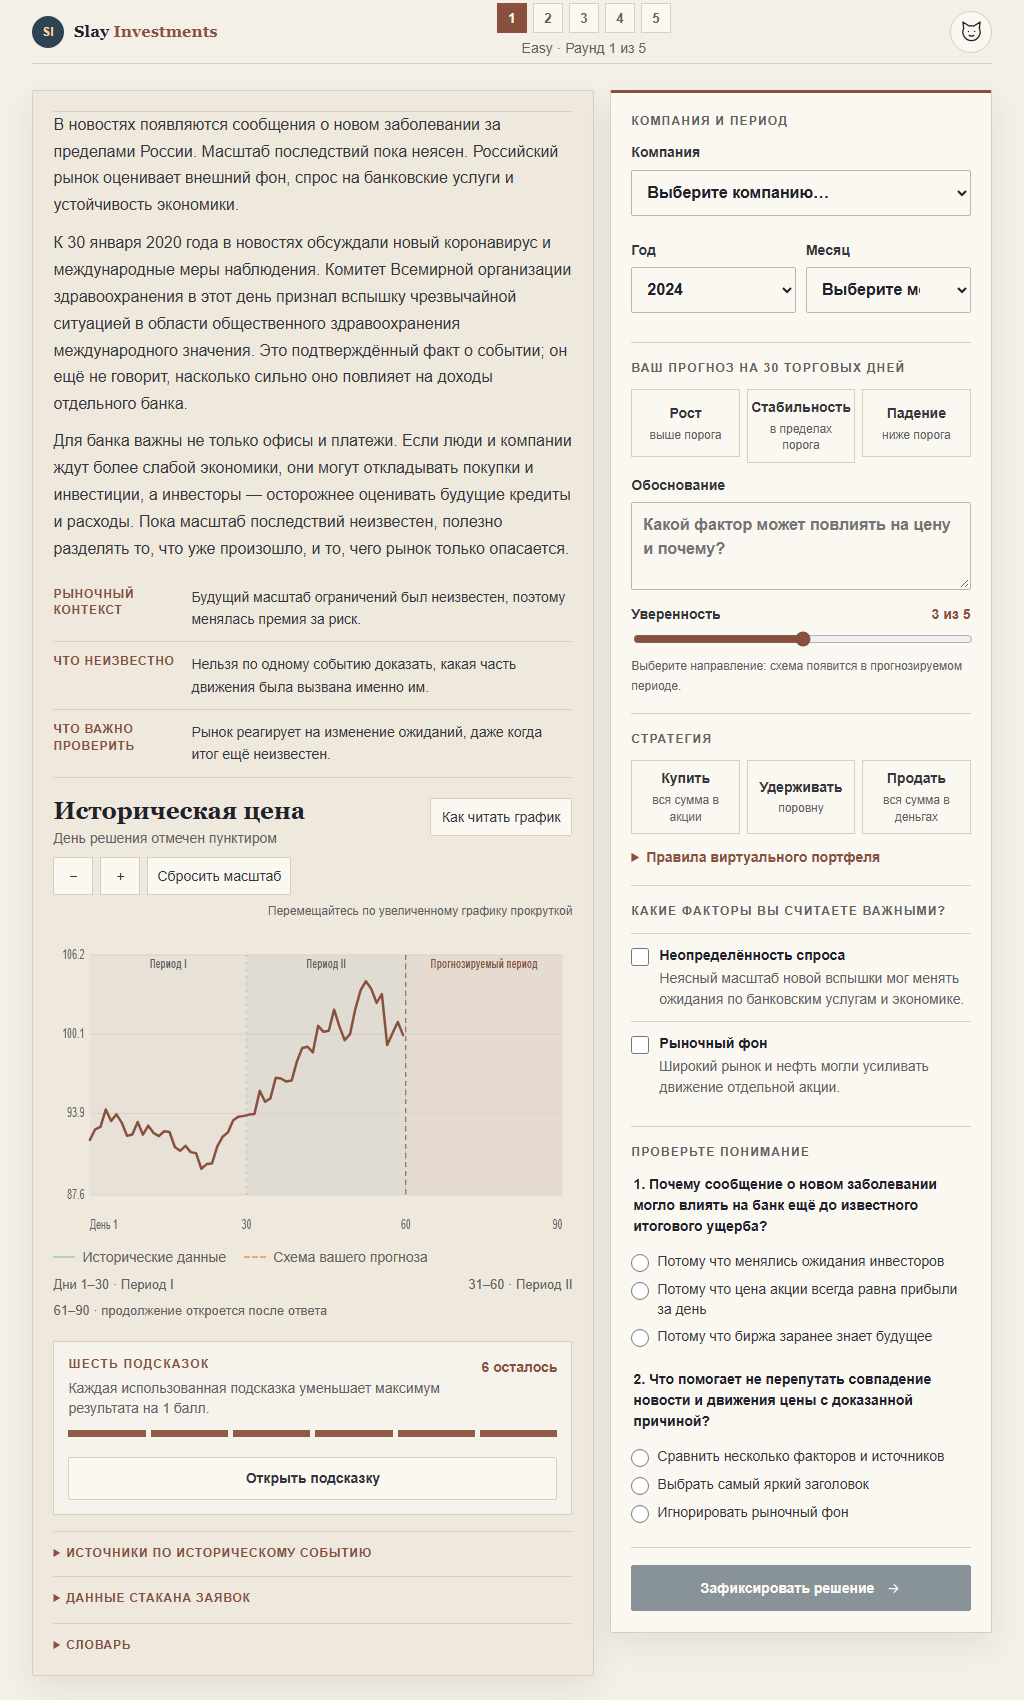 SI
Slay Investments
1 2 3 4 5
Easy · Раунд 1 из 5
В новостях появляются сообщения о новом заболевании за
пределами России. Масштаб последствий пока неясен. Российский
рынок оценивает внешний фон, спрос на банковские услуги и
устойчивость экономики.
К 30 января 2020 года в новостях обсуждали новый коронавирус и
международные меры наблюдения. Комитет Всемирной организации
здравоохранения в этот день признал вспышку чрезвычайной
ситуацией в области общественного здравоохранения
международного значения. Это подтверждённый факт о событии; он
ещё не говорит, насколько сильно оно повлияет на доходы
отдельного банка.
Для банка важны не только офисы и платежи. Если люди и компании
ждут более слабой экономики, они могут откладывать покупки и
инвестиции, а инвесторы — осторожнее оценивать будущие кредиты
и расходы. Пока масштаб последствий неизвестен, полезно
разделять то, что уже произошло, и то, чего рынок только опасается.
РЫНОЧНЫЙ
КОНТЕКСТ
Будущий масштаб ограничений был неизвестен, поэтому
менялась премия за риск.
ЧТО НЕИЗВЕСТНО
Нельзя по одному событию доказать, какая часть
движения была вызвана именно им.
ЧТО ВАЖНО
ПРОВЕРИТЬ
Рынок реагирует на изменение ожиданий, даже когда
итог ещё неизвестен.
Историческая цена
День решения отмечен пунктиром
Как читать график
− + Сбросить масштаб
Перемещайтесь по увеличенному графику прокруткой
106.2
100.1
93.9
87.6
Период I
Период II
Прогнозируемый период
День 1 30 60 90
Исторические данные
Схема вашего прогноза
Дни 1–30 · Период I
31–60 · Период II
61–90 · продолжение откроется после ответа
ШЕСТЬ ПОДСКАЗОК
6 осталось
Каждая использованная подсказка уменьшает максимум
результата на 1 балл.
Открыть подсказку
ИСТОЧНИКИ ПО ИСТОРИЧЕСКОМУ СОБЫТИЮ
ДАННЫЕ СТАКАНА ЗАЯВОК
СЛОВАРЬ
КОМПАНИЯ И ПЕРИОД
Компания
Выберите компанию…
Год
2024
Месяц
Выберите м
ВАШ ПРОГНОЗ НА 30 ТОРГОВЫХ ДНЕЙ
Рост
выше порога
Стабильность
в пределах
порога
Падение
ниже порога
Обоснование
Какой фактор может повлиять на цену
и почему?
Уверенность
3 из 5
Выберите направление: схема появится в прогнозируемом
периоде.
СТРАТЕГИЯ
Купить
вся сумма в
акции
Удерживать
поровну
Продать
вся сумма в
деньгах
Правила виртуального портфеля
КАКИЕ ФАКТОРЫ ВЫ СЧИТАЕТЕ ВАЖНЫМИ?
Неопределённость спроса
Неясный масштаб новой вспышки мог менять
ожидания по банковским услугам и экономике.
Рыночный фон
Широкий рынок и нефть могли усиливать
движение отдельной акции.
ПРОВЕРЬТЕ ПОНИМАНИЕ
1. Почему сообщение о новом заболевании
могло влиять на банк ещё до известного
итогового ущерба?
Потому что менялись ожидания инвесторов
Потому что цена акции всегда равна прибыли
за день
Потому что биржа заранее знает будущее
2. Что помогает не перепутать совпадение
новости и движения цены с доказанной
причиной?
Сравнить несколько факторов и источников
Выбрать самый яркий заголовок
Игнорировать рыночный фон
Зафиксировать решение →